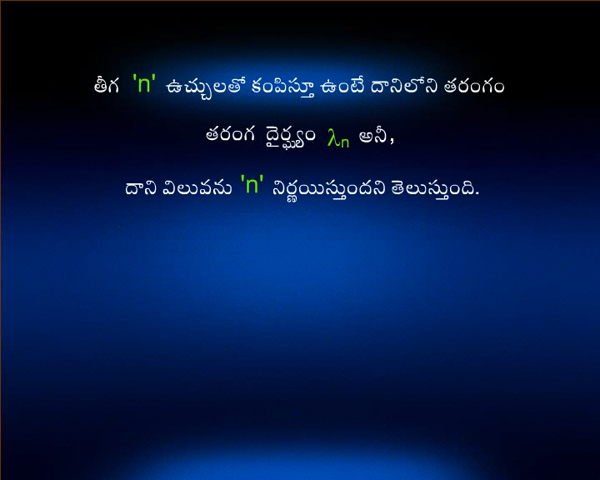 తీగ 'n' ఉచ్చులతో కంపిస్తూ ఉంటే దానిలోని తరంగం
తరంగ దైర్ఘ్యం λn అనీ,
దాని విలువను 'n' నిర్ణయిస్తుందని తెలుస్తుంది.